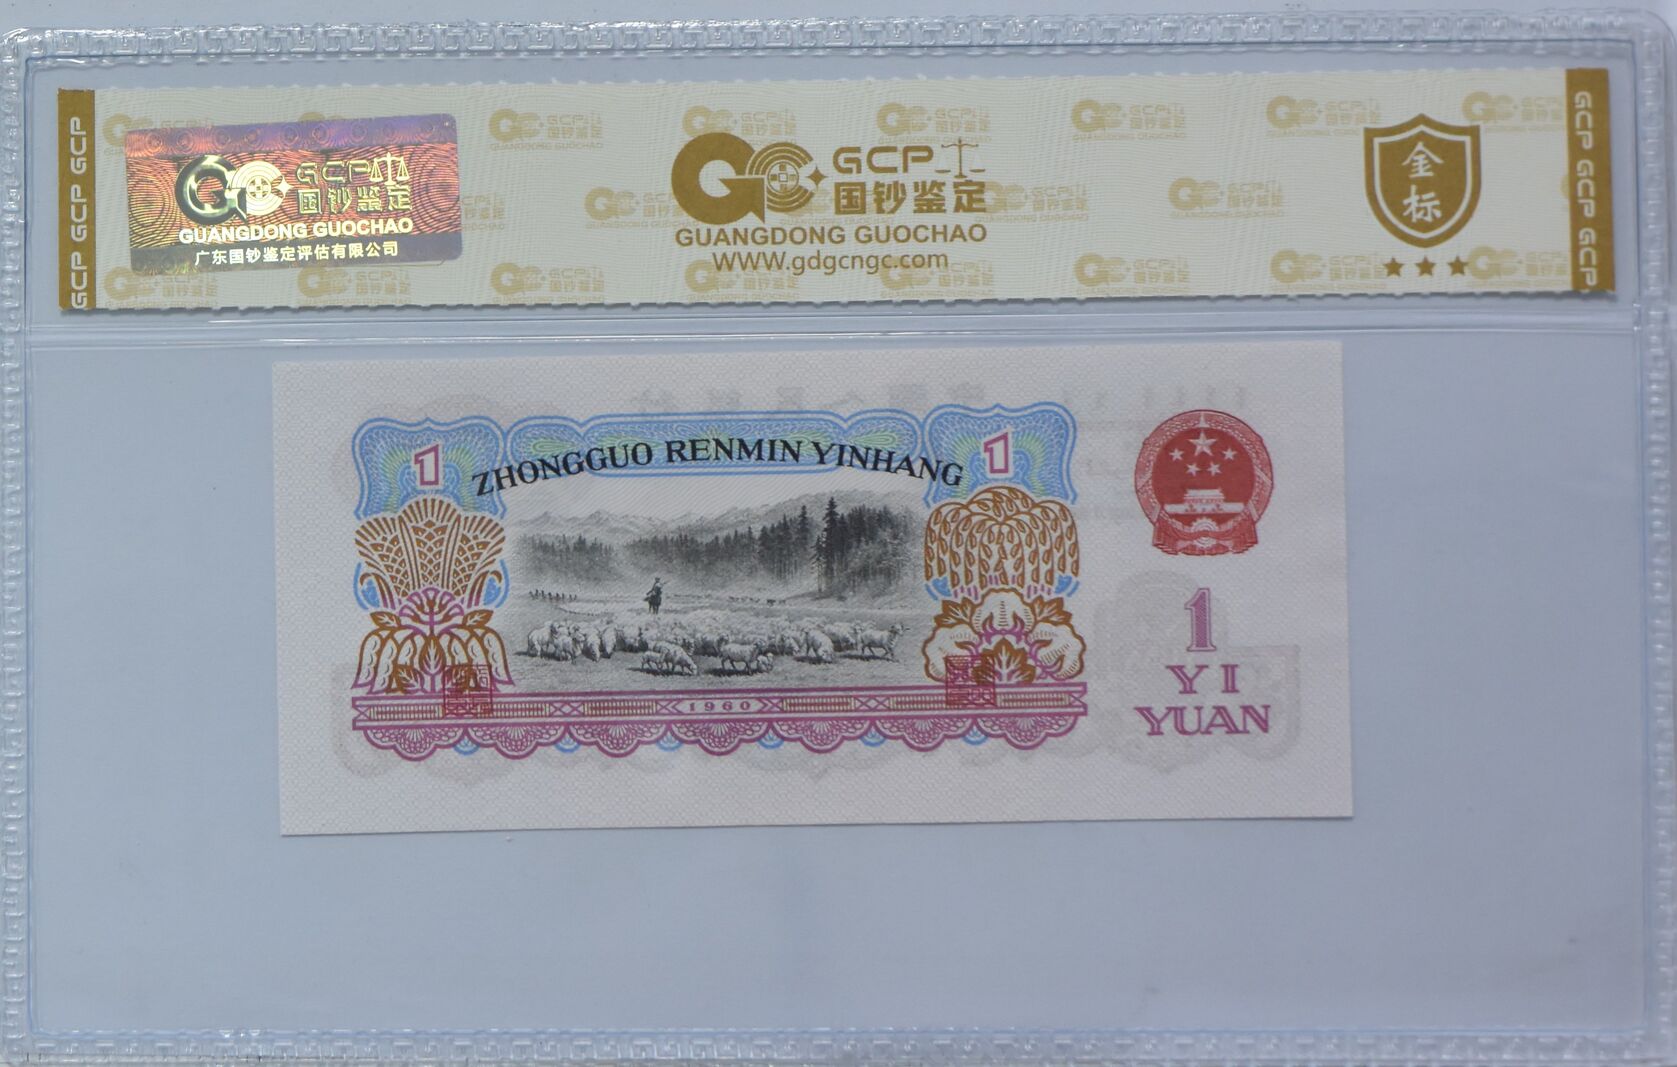 GCP GCP GCP
GCP
国钞鉴定
GUANGDONG GUOCHAO
广东国钞鉴定评估有限公司
GCP
国钞鉴定
GUANGDONG GUOCHAO
WWW.gdgcngc.com
金标
GCP GCP GCP
1
ZHONGGUO RENMIN YINHANG
1
1960
1
YI
YUAN